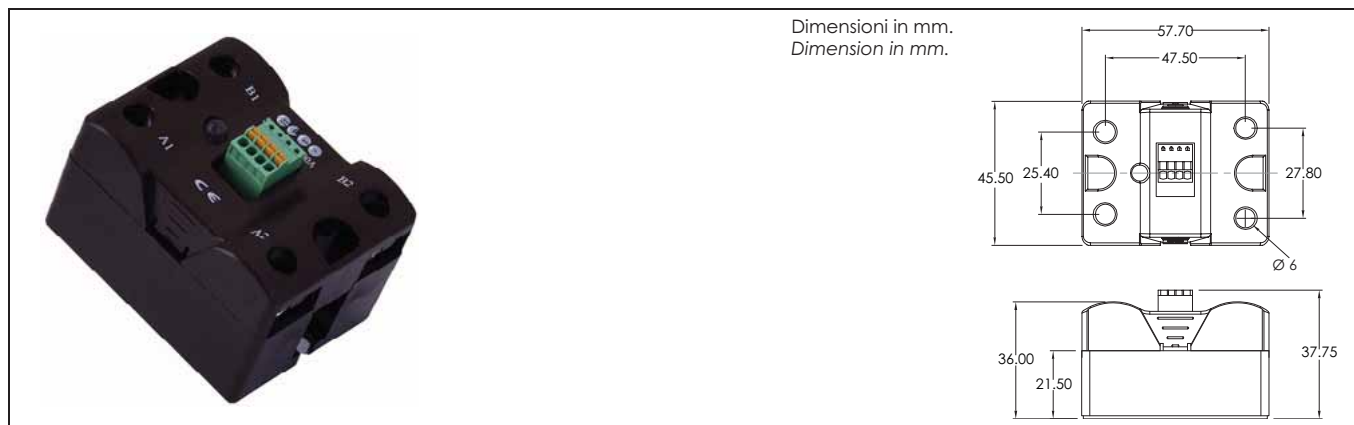 Dimensioni in mm.
Dimension in mm.
57.70
47.50
45.50
25.40
27.80
Ø 6
36.00
21.50
37.75
B1
A1
B2
A2
CE